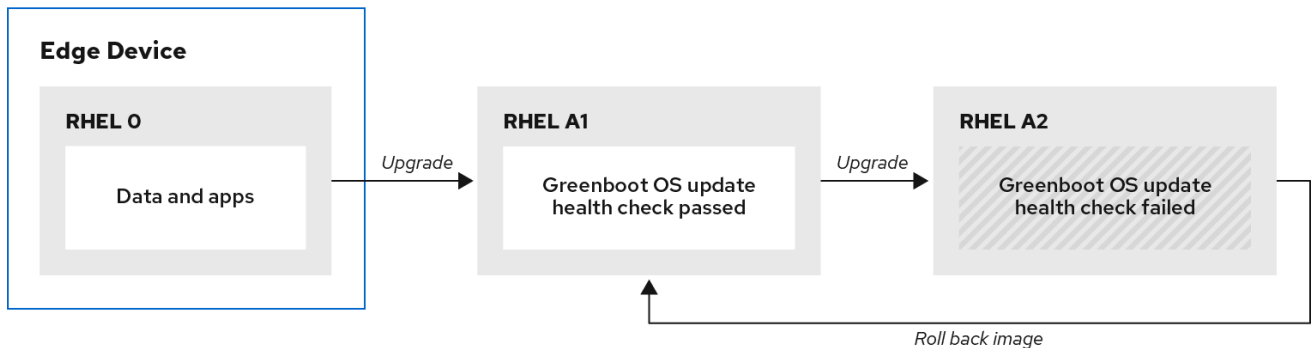 Edge Device
RHEL 0
Data and apps
Upgrade
RHEL A1
Greenboot OS update
health check passed
Upgrade
RHEL A2
Greenboot OS update
health check failed
Roll back image